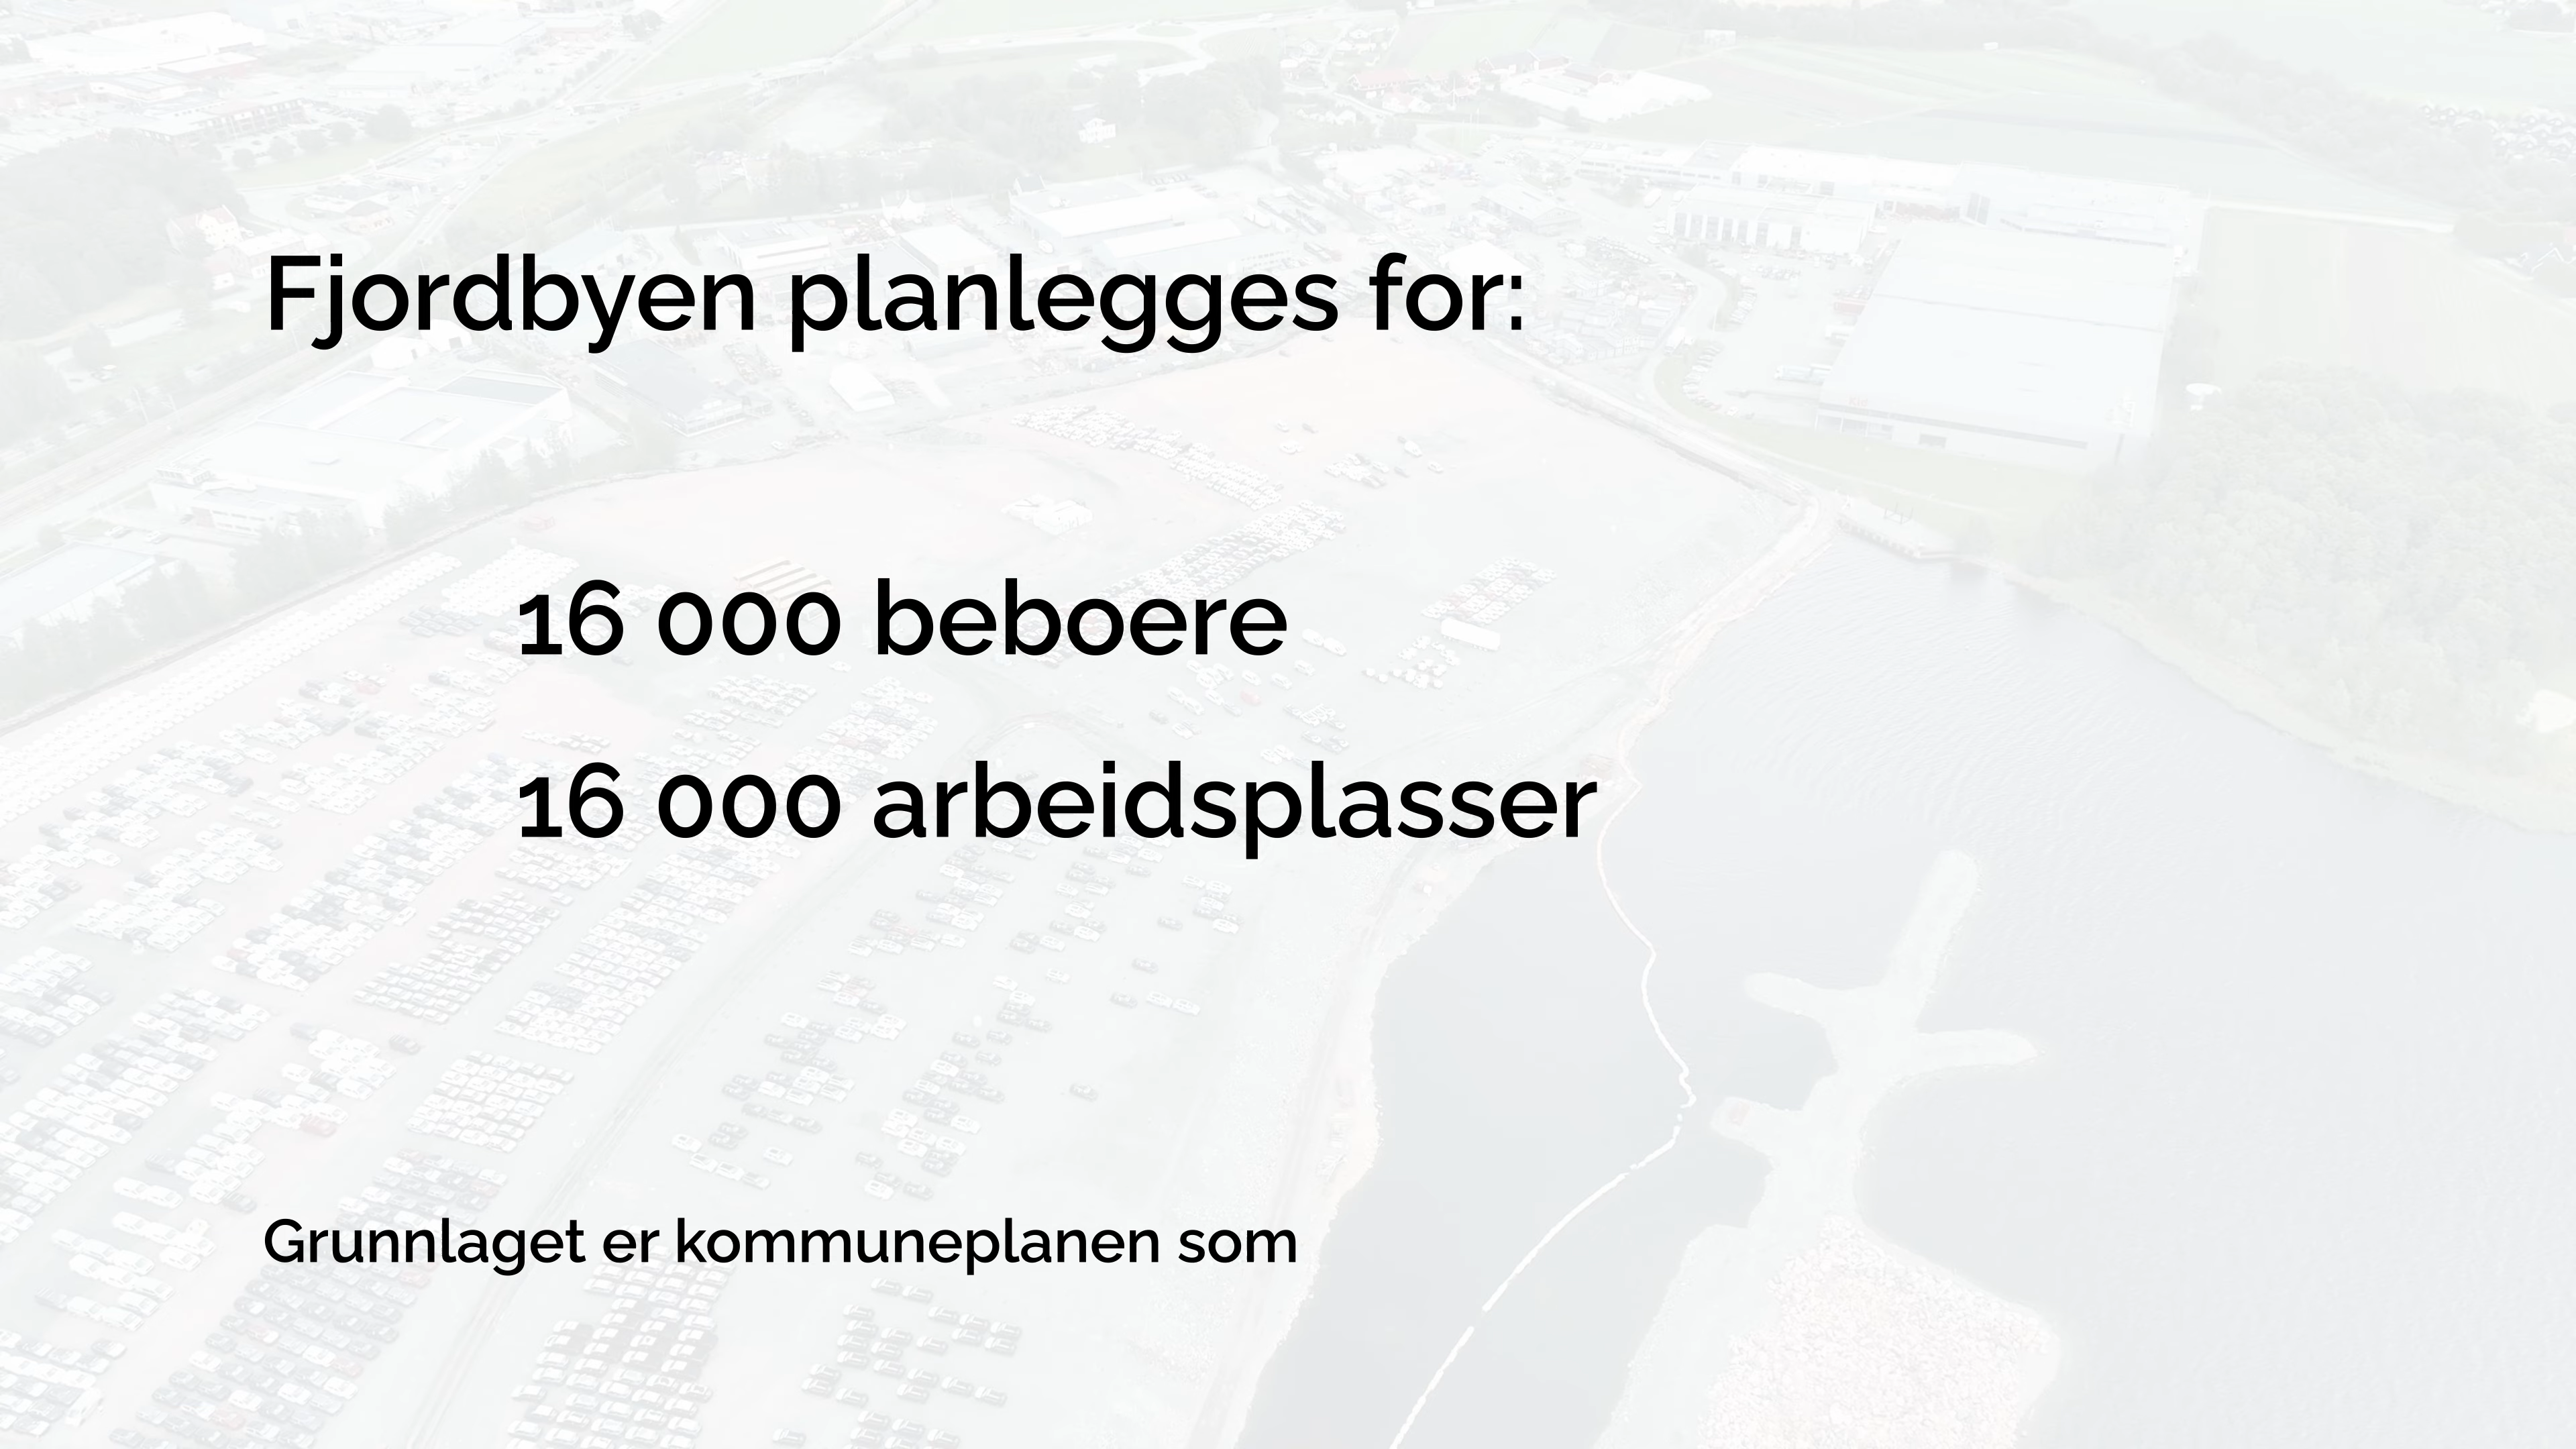 Fjordbyen planlegges for:
16 000 beboere
16 000 arbeidsplasser
Grunnlaget er kommuneplanen som